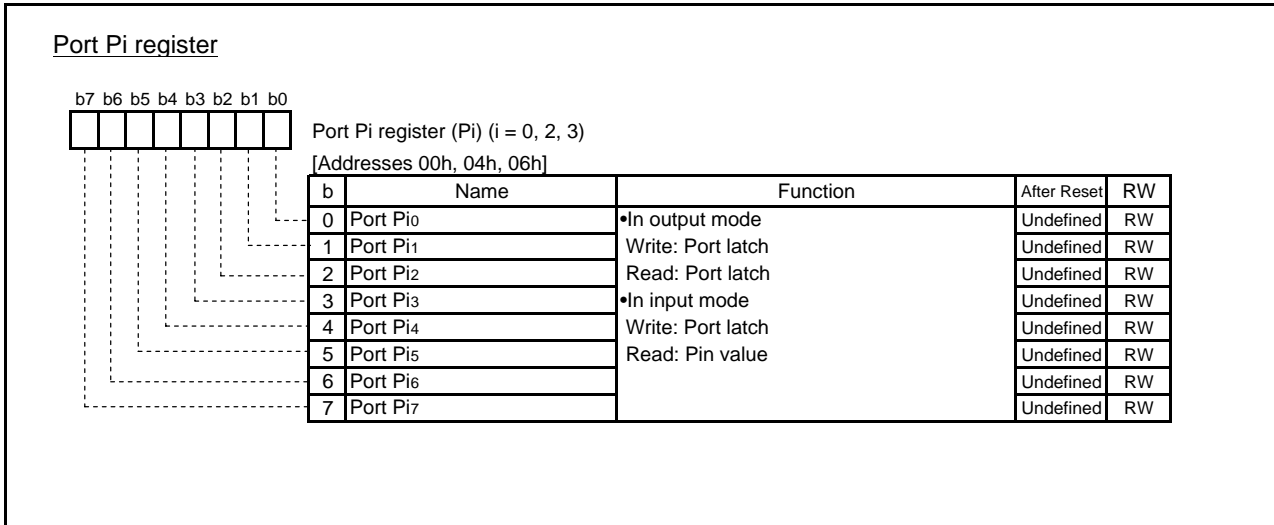 Port Pi register
b7 b6 b5 b4 b3 b2 b1 b0
Port Pi register (Pi) (i = 0, 2, 3)
[Addresses 00h, 04h, 06h]
b Name Function After Reset RW
0 Port Pi0 •In output mode Undefined RW
1 Port Pi1 Write: Port latch Undefined RW
2 Port Pi2 Read: Port latch Undefined RW
3 Port Pi3 •In input mode Undefined RW
4 Port Pi4 Write: Port latch Undefined RW
5 Port Pi5 Read: Pin value Undefined RW
6 Port Pi6 Undefined RW
7 Port Pi7 Undefined RW